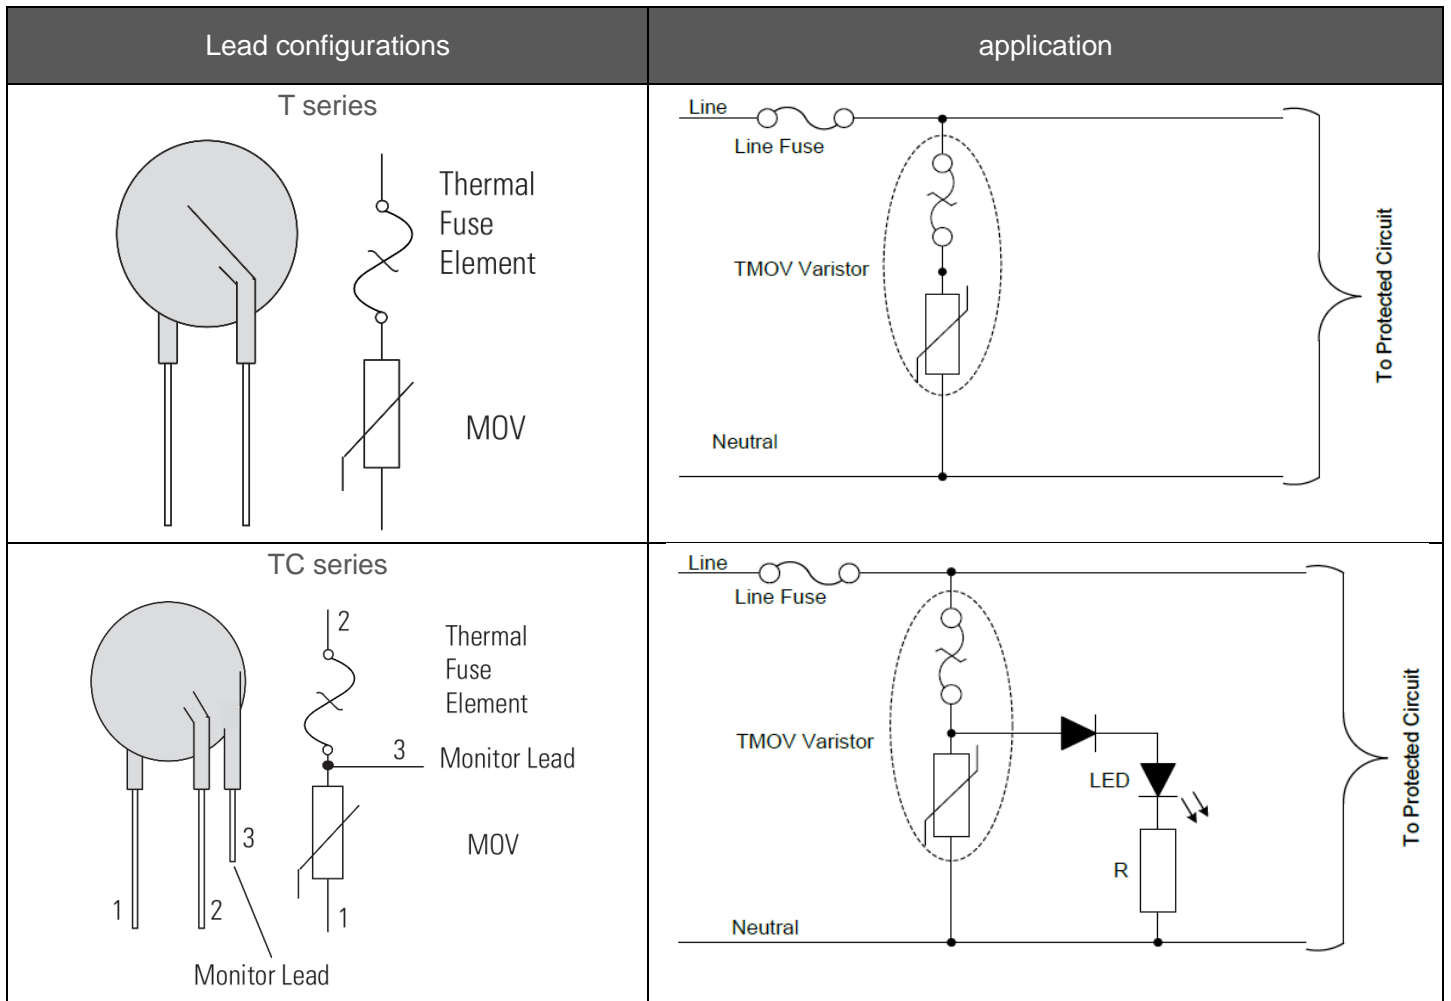 Lead configurations
application
T series
Thermal
Fuse
Element
MOV
Line
Line Fuse
TMOV Varistor
Neutral
To Protected Circuit
TC series
2
Thermal
Fuse
Element
3
Monitor Lead
MOV
1
1
2
3
Monitor Lead
Line
Line Fuse
TMOV Varistor
LED
R
Neutral
To Protected Circuit